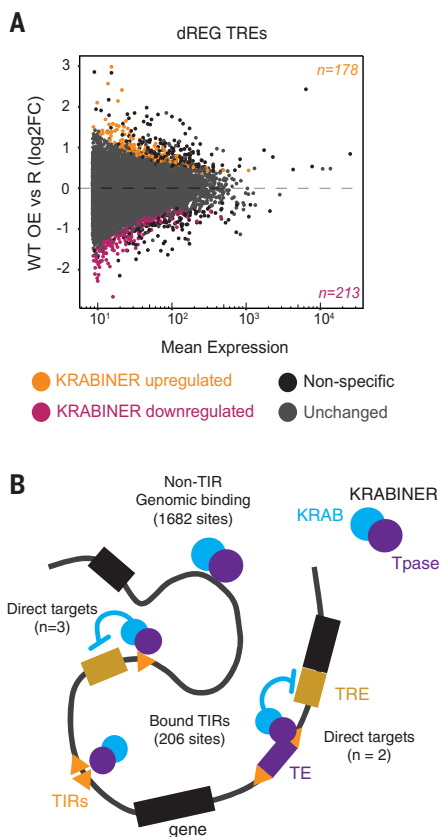 A
dREG TREs
WT OE vs R (log2FC)
3
2
1
0
-1
-2
n=178
n=213
10¹
10²
10³
10⁴
Mean Expression
KRABINER upregulated
Non-specific
KRABINER downregulated
Unchanged
B
Non-TIR
Genomic binding
(1682 sites)
KRABINER
KRAB
Tpase
Direct targets
(n=3)
TRE
Bound TIRs
(206 sites)
Direct targets
(n = 2)
TE
TIRs
gene